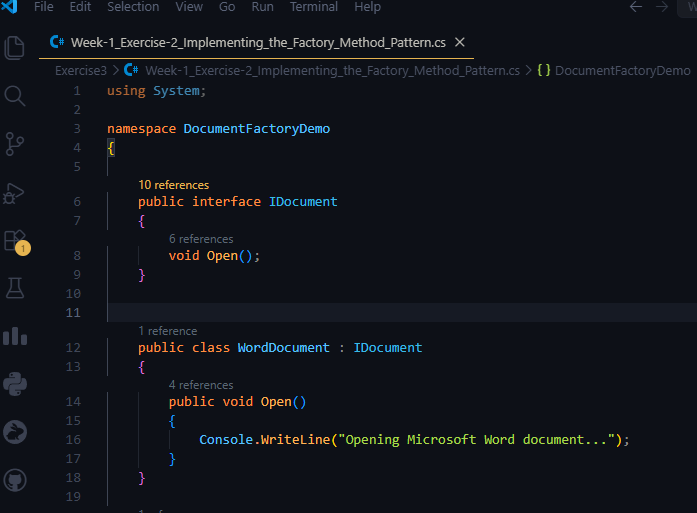 File Edit Selection View Go Run Terminal Help
Week-1_Exercise-2_Implementing_the_Factory_Method_Pattern.cs
Exercise3 > Week-1_Exercise-2_Implementing_the_Factory_Method_Pattern.cs > {} DocumentFactoryDemo
1 using System;
2
3 namespace DocumentFactoryDemo
4 {
5
10 references
6 public interface IDocument
7 {
6 references
8 void Open();
9 }
10
11
1 reference
12 public class WordDocument : IDocument
13 {
4 references
14 public void Open()
15 {
16 Console.WriteLine("Opening Microsoft Word document...");
17 }
18 }
19